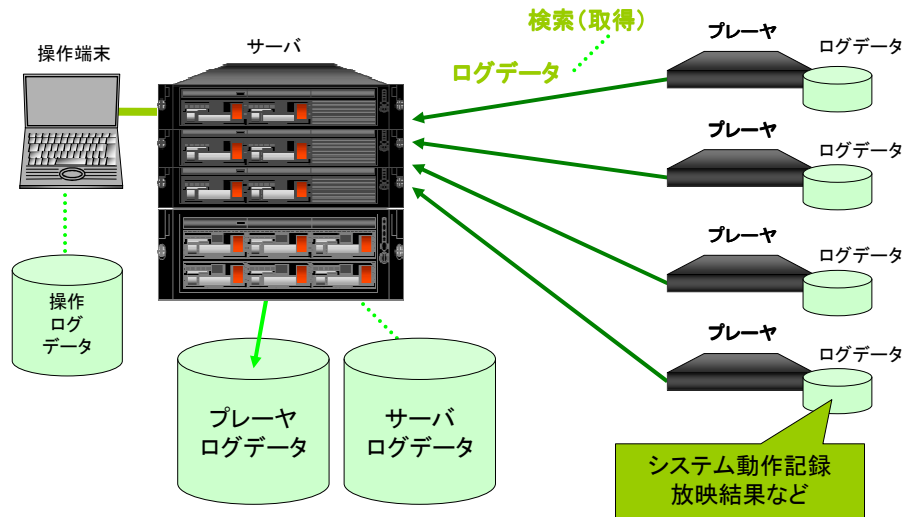 検索(取得)
ログデータ
操作端末
サーバ
プレーヤ
ログデータ
プレーヤ
ログデータ
プレーヤ
ログデータ
プレーヤ
ログデータ
操作
ログ
データ
プレーヤ
ログデータ
サーバ
ログデータ
システム動作記録
放映結果など